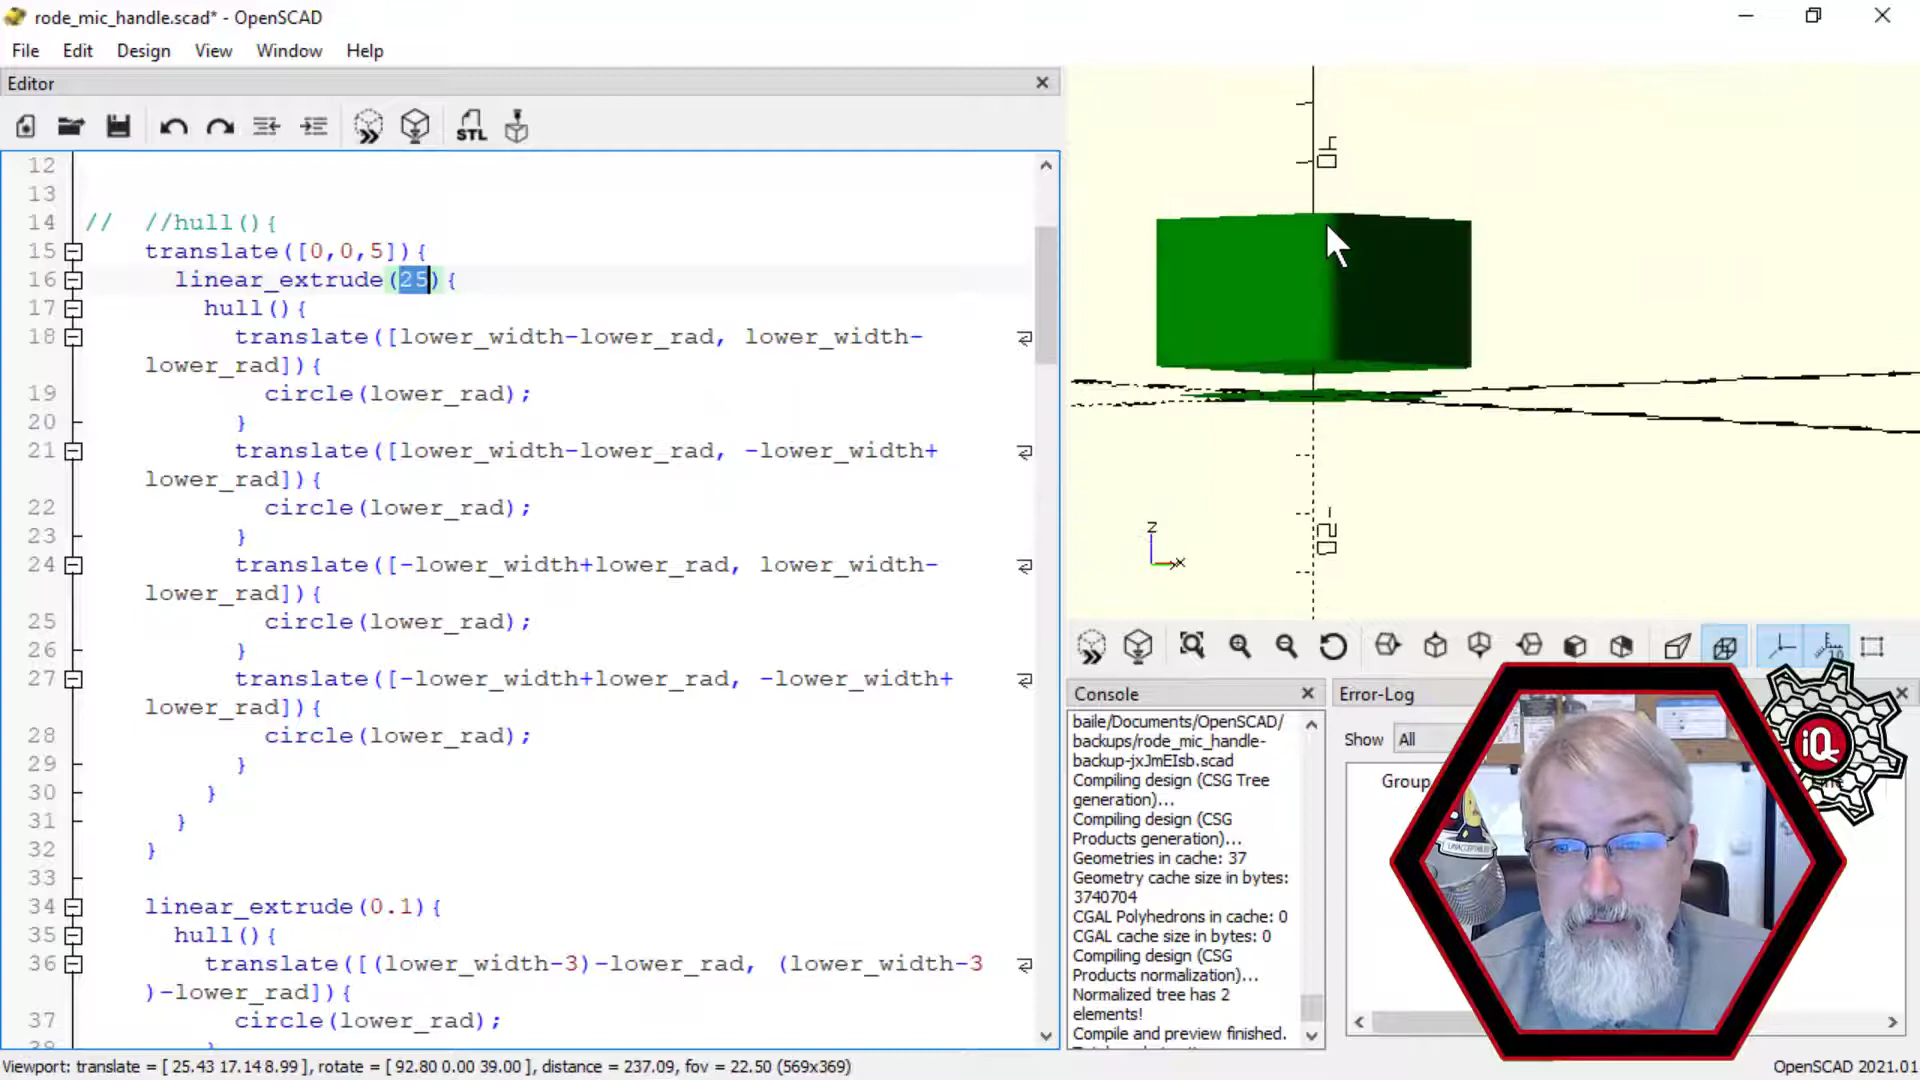 rode_mic_handle.scad* - OpenSCAD
File Edit Design View Window Help
Editor
STL
12
13
14 // //hull(){
15 translate([0,0,5]){
16 linear_extrude(25){
17 hull(){
18 translate([lower_width-lower_rad, lower_width-
lower_rad]){
19 circle(lower_rad);
20 }
21 translate([lower_width-lower_rad, -lower_width+
lower_rad]){
22 circle(lower_rad);
23 }
24 translate([-lower_width+lower_rad, lower_width-
lower_rad]){
25 circle(lower_rad);
26 }
27 translate([-lower_width+lower_rad, -lower_width+
lower_rad]){
28 circle(lower_rad);
29 }
30 }
31 }
32 }
33
34 linear_extrude(0.1){
35 hull(){
36 translate([(lower_width-3)-lower_rad, (lower_width-3
)-lower_rad]){
37 circle(lower_rad);
Z
X
Console
baile/Documents/OpenSCAD/
backups/rode_mic_handle-
backup-jxJmEIsb.scad
Compiling design (CSG Tree
generation)...
Compiling design (CSG
Products generation)...
Geometries in cache: 37
Geometry cache size in bytes:
3740704
CGAL Polyhedrons in cache: 0
CGAL cache size in bytes: 0
Compiling design (CSG
Products normalization)...
Normalized tree has 2
elements!
Compile and preview finished.
Error-Log
Show All
Group
iQ
Viewport: translate = [ 25.43 17.14 8.99 ], rotate = [ 92.80 0.00 39.00 ], distance = 237.09, fov = 22.50 (569x369)
OpenSCAD 2021.01